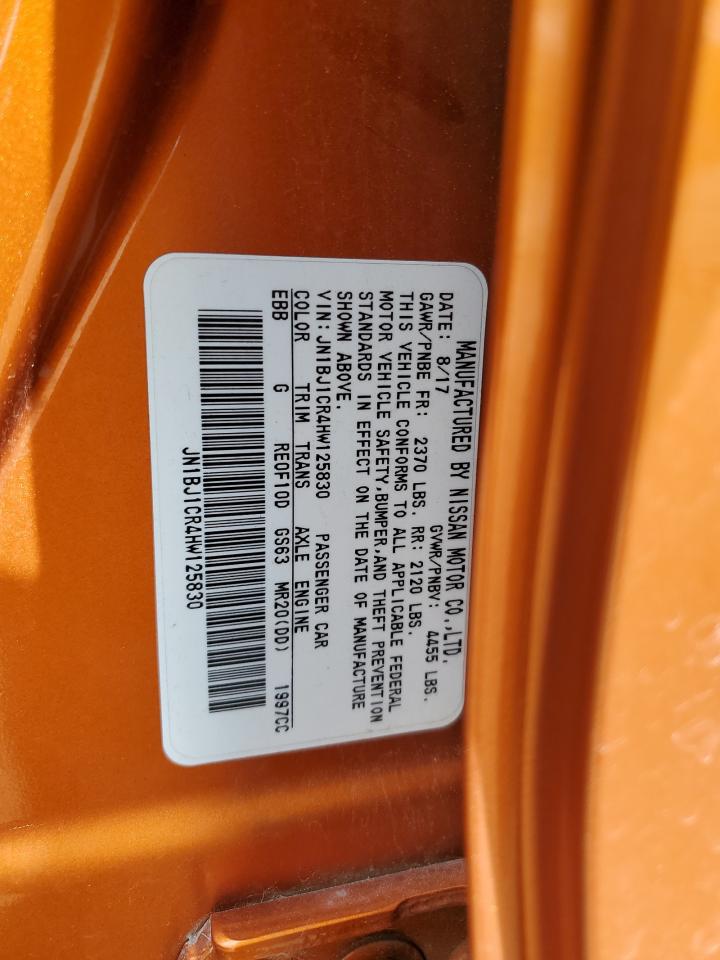 MANUFACTURED BY NISSAN MOTOR CO.,LTD.
DATE: 8/17 GVWR/PNBV: 4455 LBS.
GAWR/PNBE FR: 2370 LBS. RR: 2120 LBS.
THIS VEHICLE CONFORMS TO ALL APPLICABLE FEDERAL
MOTOR VEHICLE SAFETY,BUMPER,AND THEFT PREVENTION
STANDARDS IN EFFECT ON THE DATE OF MANUFACTURE
SHOWN ABOVE.
VIN:JN1BJ1CR4HW125830 PASSENGER CAR
COLOR TRIM TRANS AXLE ENGINE
EBB G RE0F10D GS63 MR20(DD) 1997CC
JN1BJ1CR4HW125830